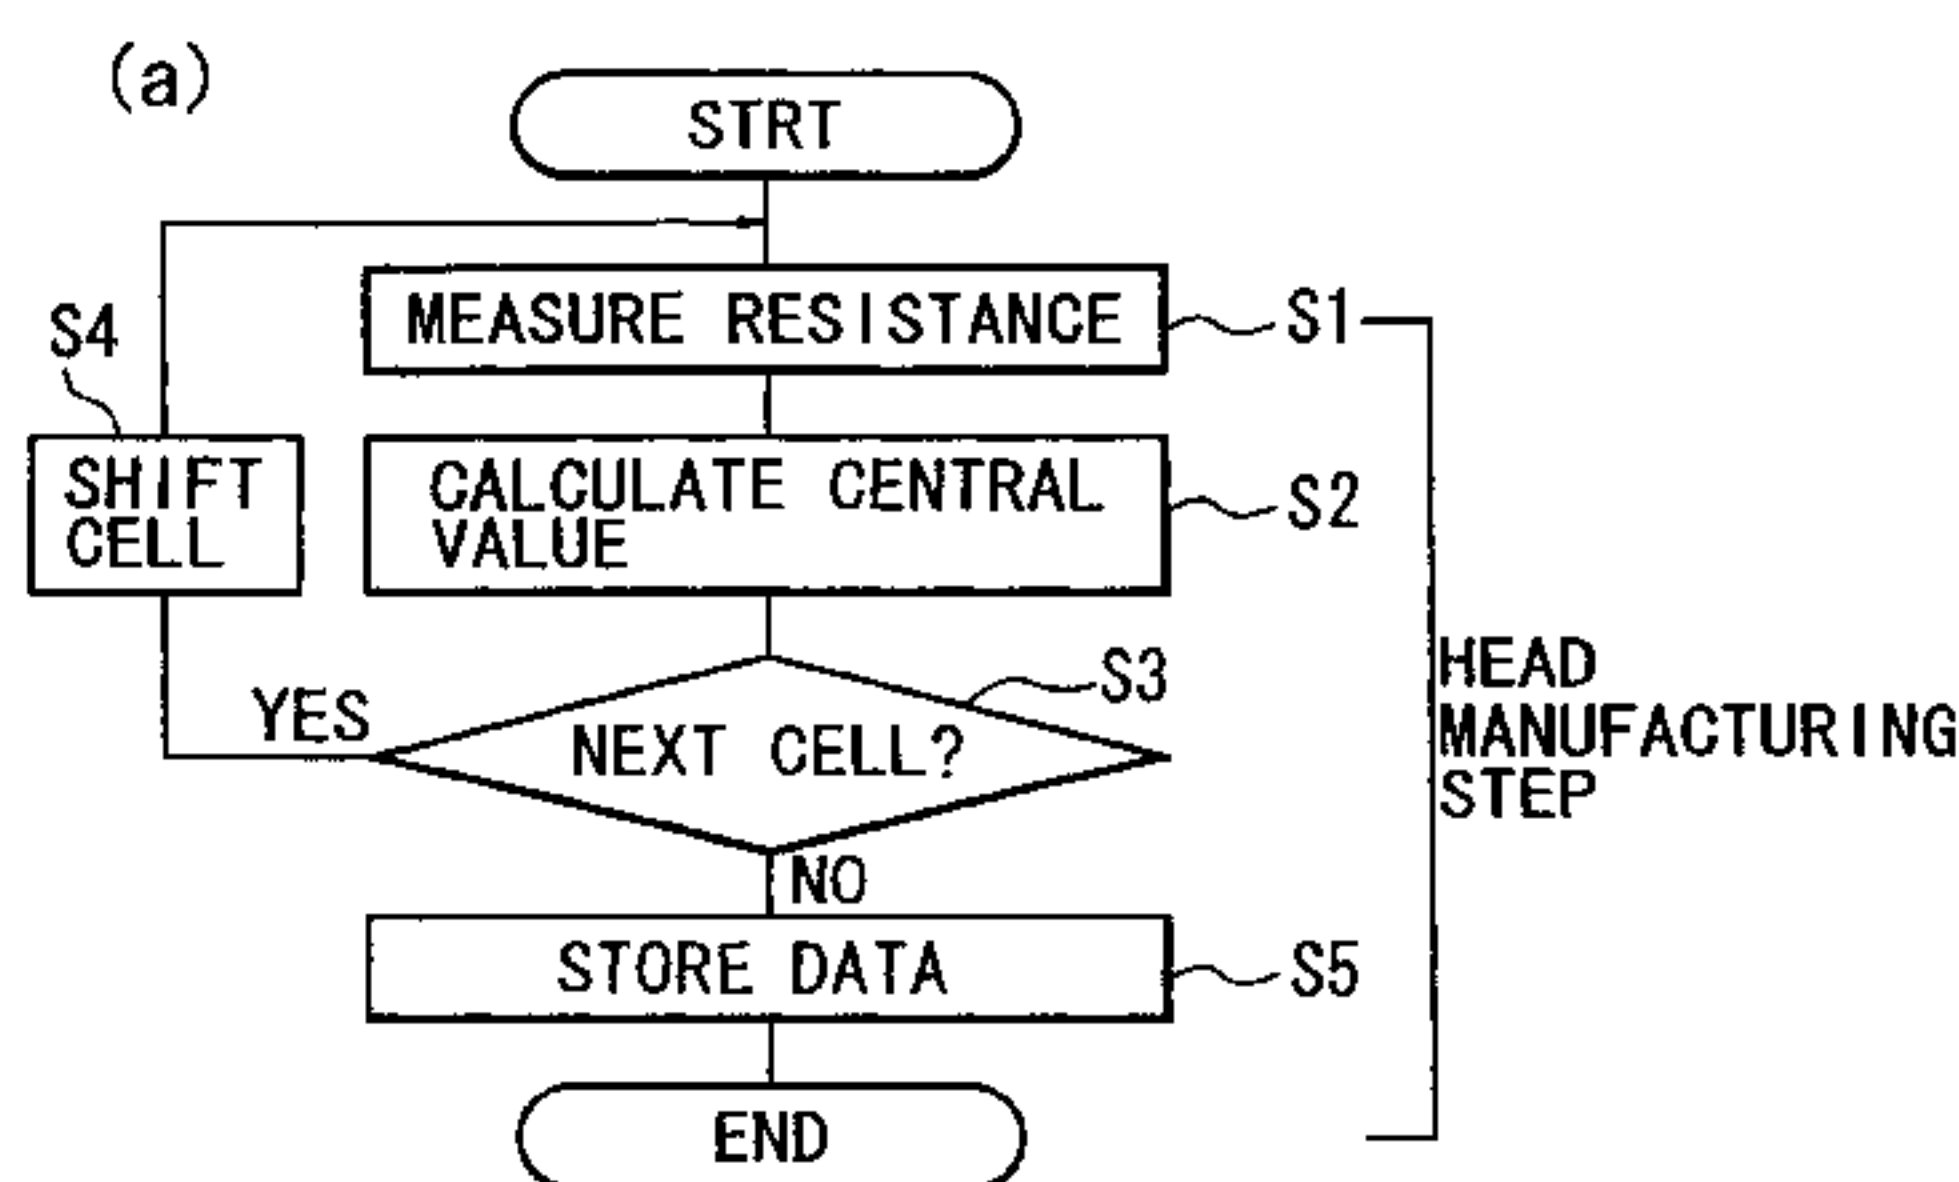 (a)
STRT
MEASURE RESISTANCE
S1
S4
SHIFT
CELL
CALCULATE CENTRAL
VALUE
S2
S3
YES
NEXT CELL?
HEAD
MANUFACTURING
STEP
NO
STORE DATA
S5
END